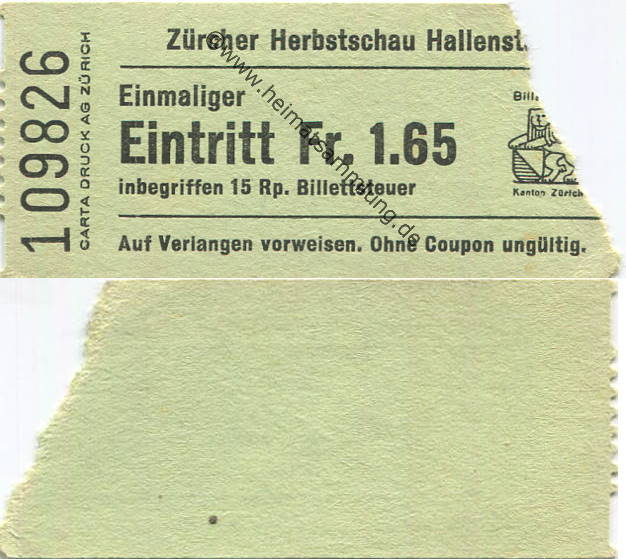 109826
CARTA DRUCK AG ZÜRICH
Zürcher Herbstschau Hallenst.
Einmaliger
Eintritt Fr. 1.65
inbegriffen 15 Rp. Billettsteuer
Auf Verlangen vorweisen. Ohne Coupon ungültig.
Bill
Kanton Zürich
©www.heimatsammlung.de